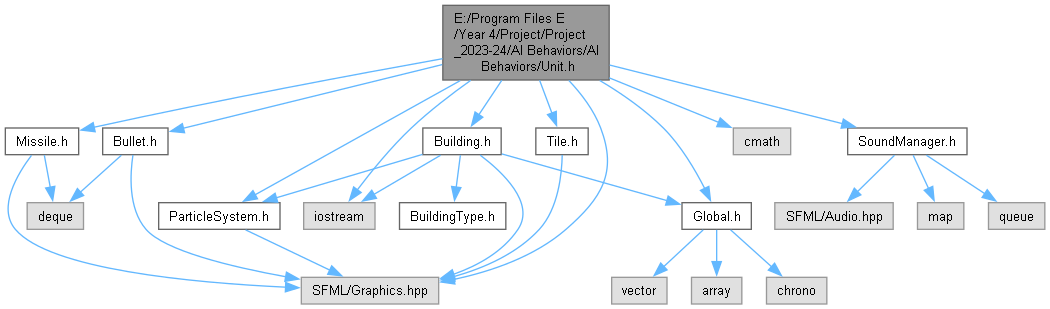 E:/Program Files E
/Year 4/Project/Project
_2023-24/AI Behaviors/AI
Behaviors/Unit.h
Missile.h
Bullet.h
Building.h
Tile.h
cmath
SoundManager.h
deque
ParticleSystem.h
iostream
BuildingType.h
Global.h
SFML/Audio.hpp
map
queue
SFML/Graphics.hpp
vector
array
chrono